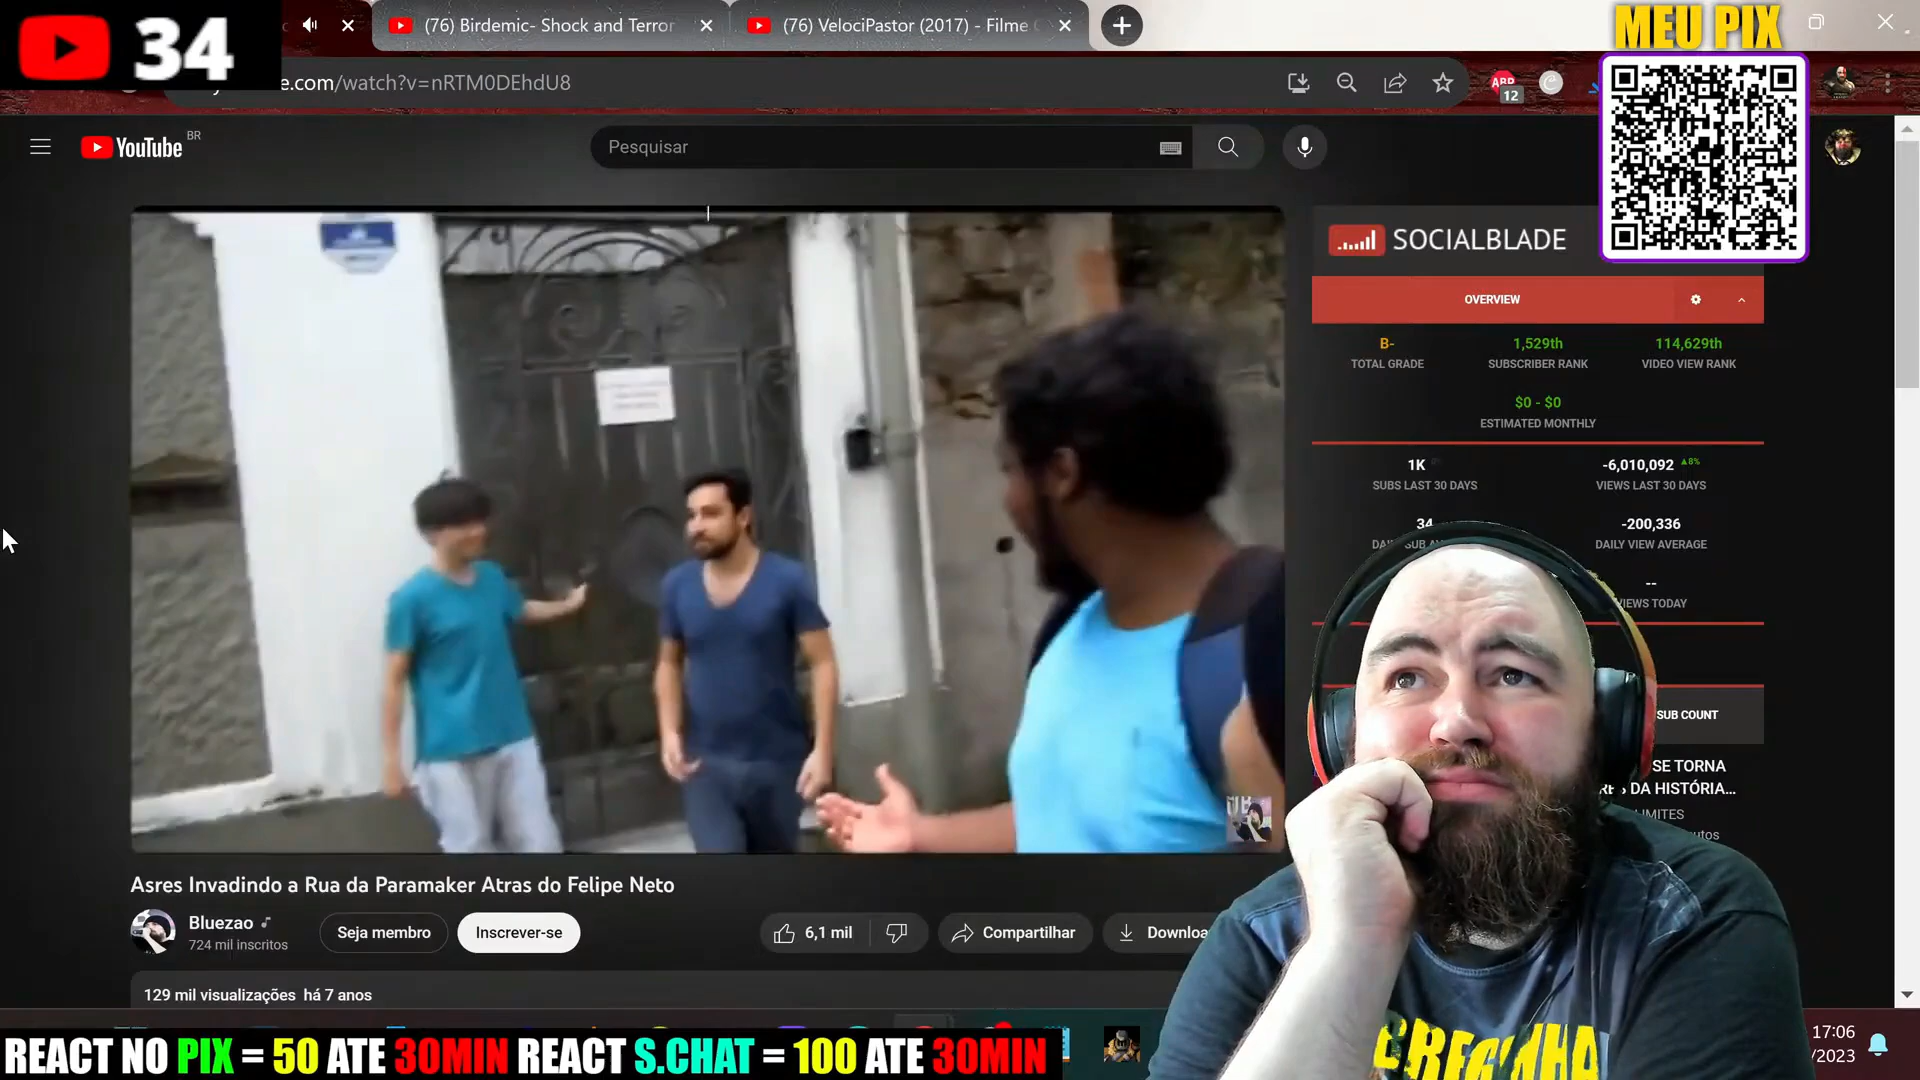 34
(76) Birdemic- Shock and Terror
(76) VelociPastor (2017) - Filme
MEU PIX
e.com/watch?v=nRTM0DEhdU8
ABP
12
YouTube
BR
Pesquisar
SOCIALBLADE
OVERVIEW
B-
1,529th
114,629th
TOTAL GRADE
SUBSCRIBER RANK
VIDEO VIEW RANK
$0 - $0
ESTIMATED MONTHLY
1K
-6,010,092
8%
SUBS LAST 30 DAYS
VIEWS LAST 30 DAYS
34
-200,336
DAILY VIEW AVERAGE
--
VIEWS TODAY
SUB COUNT
SE TORNA
DA HISTÓRIA...
LIMITES
Asres Invadindo a Rua da Paramaker Atras do Felipe Neto
Bluezao
724 mil inscritos
Seja membro
Inscrever-se
6,1 mil
Compartilhar
Downloa
129 mil visualizações há 7 anos
17:06
/2023
REACT NO PIX = 50 ATE 30MIN REACT S.CHAT = 100 ATE 30MIN